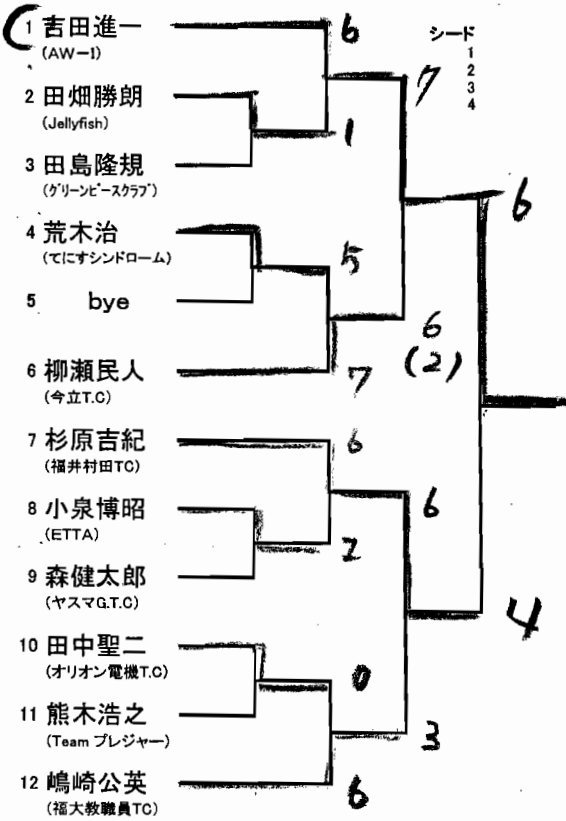 1 吉田進一
(AW-1)
6
シード
1
2
3
4
7
2 田畑勝朗
(Jellyfish)
1
3 田島隆規
(グリーンピースクラブ)
6
4 荒木治
(てにすシンドローム)
5
5 bye
6
(2)
6 柳瀬民人
(今立T.C)
7
7 杉原吉紀
(福井村田TC)
6
8 小泉博昭
(ETTA)
6
2
9 森健太郎
(ヤスマG.T.C)
4
10 田中聖二
(オリオン電機T.C)
0
11 熊木浩之
(Team プレジャー)
3
12 嶋崎公英
(福大教職員TC)
6